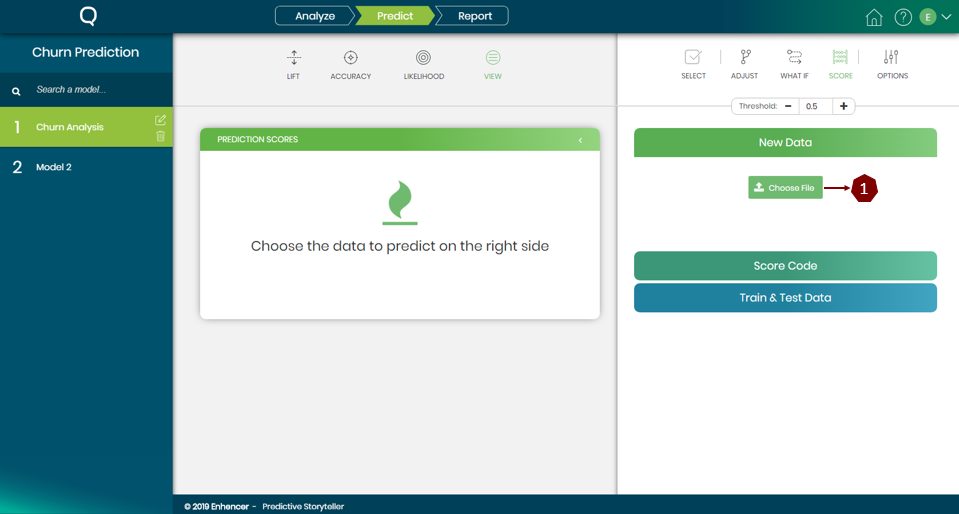 Analyze
Predict
Report
?
E
Churn Prediction
Search a model...
1 Churn Analysis
2 Model 2
LIFT
ACCURACY
LIKELIHOOD
VIEW
PREDICTION SCORES
Choose the data to predict on the right side
SELECT
ADJUST
WHAT IF
SCORE
OPTIONS
Threshold: − 0.5 +
New Data
Choose File
1
Score Code
Train & Test Data
© 2019 Enhencer - Predictive Storyteller